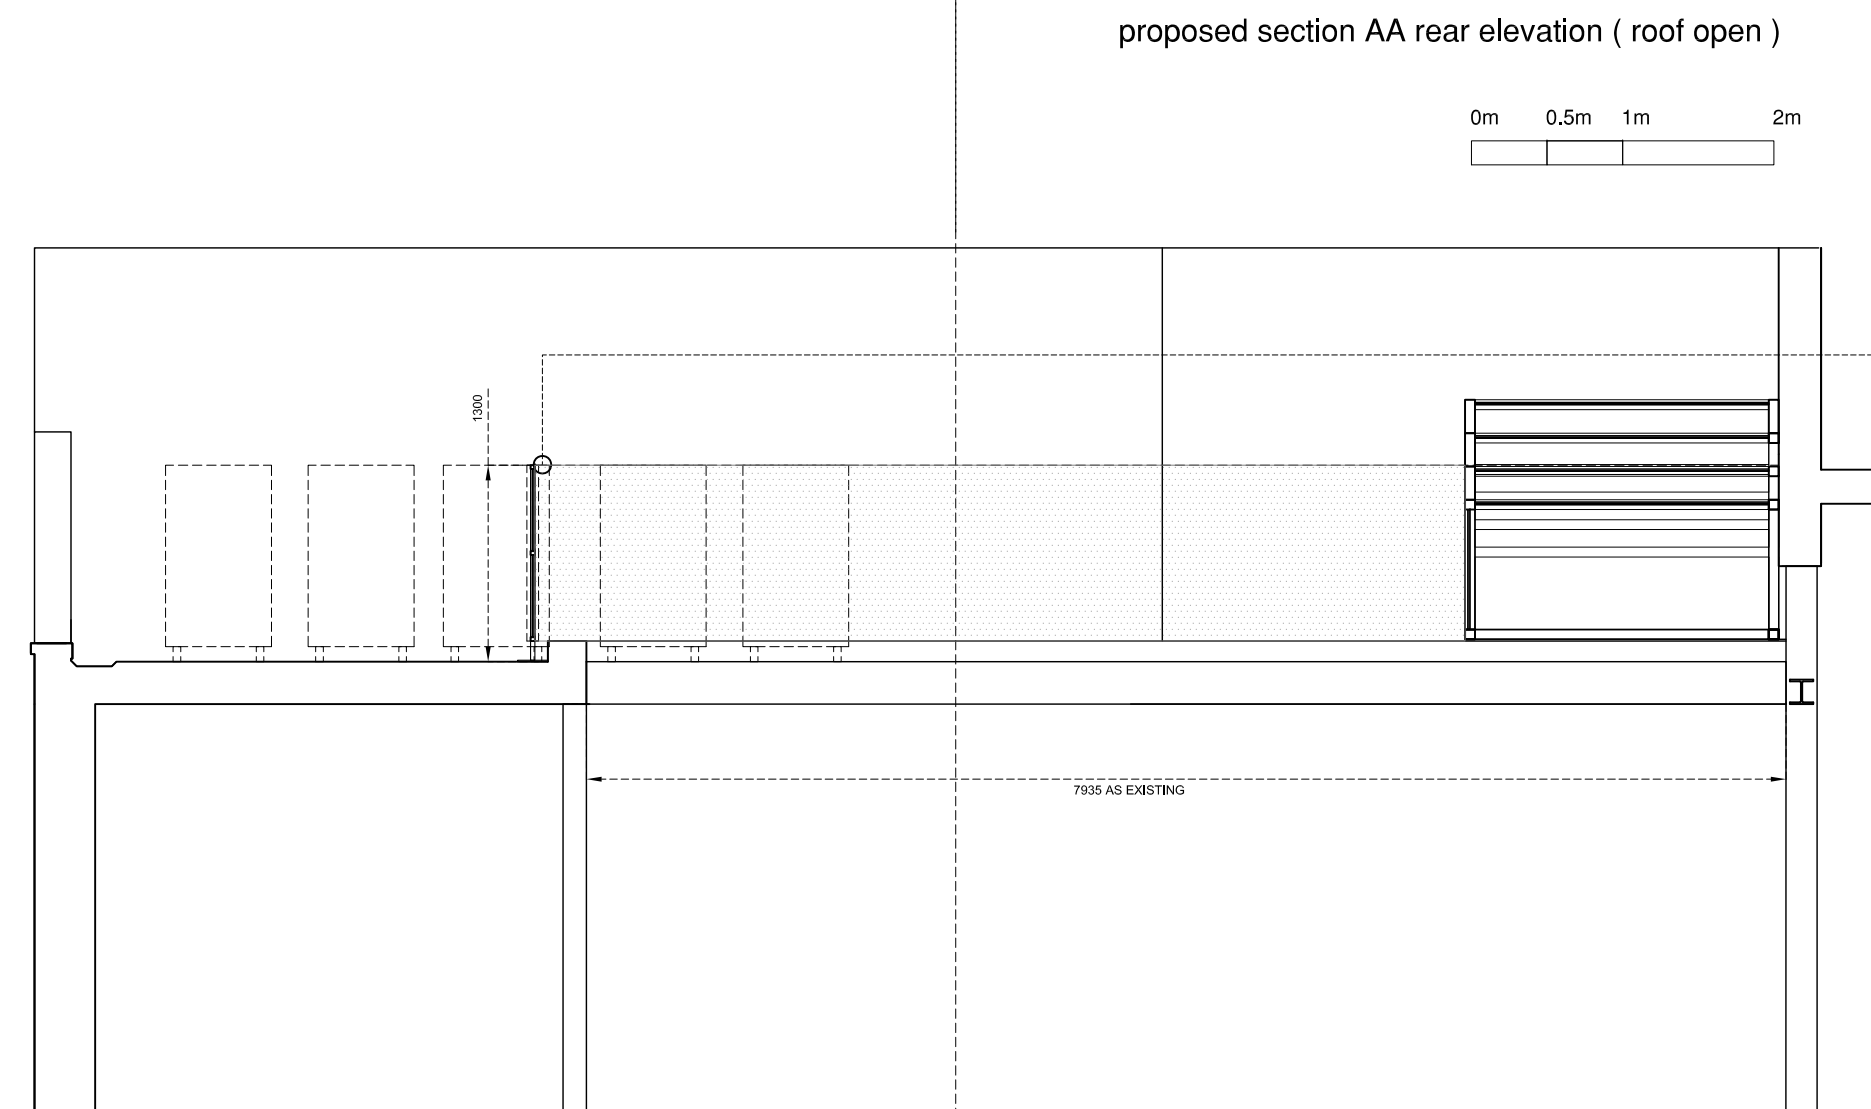 proposed section AA rear elevation ( roof open )
0m 0.5m 1m 2m
1300
7935 AS EXISTING